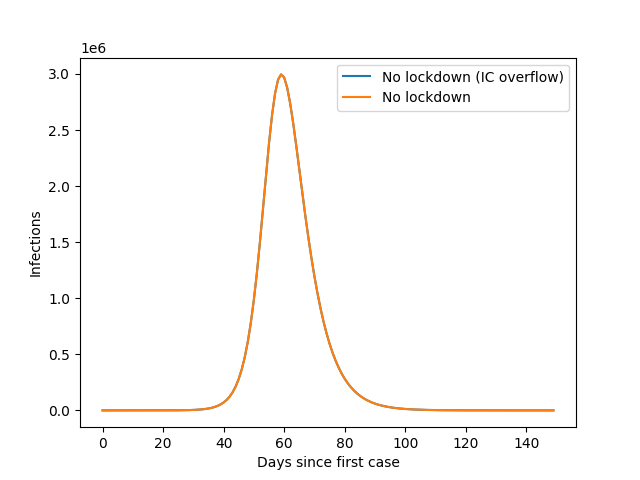 1e6
No lockdown (IC overflow)
No lockdown
3.0
2.5
2.0
1.5
1.0
0.5
0.0
Infections
0 20 40 60 80 100 120 140
Days since first case